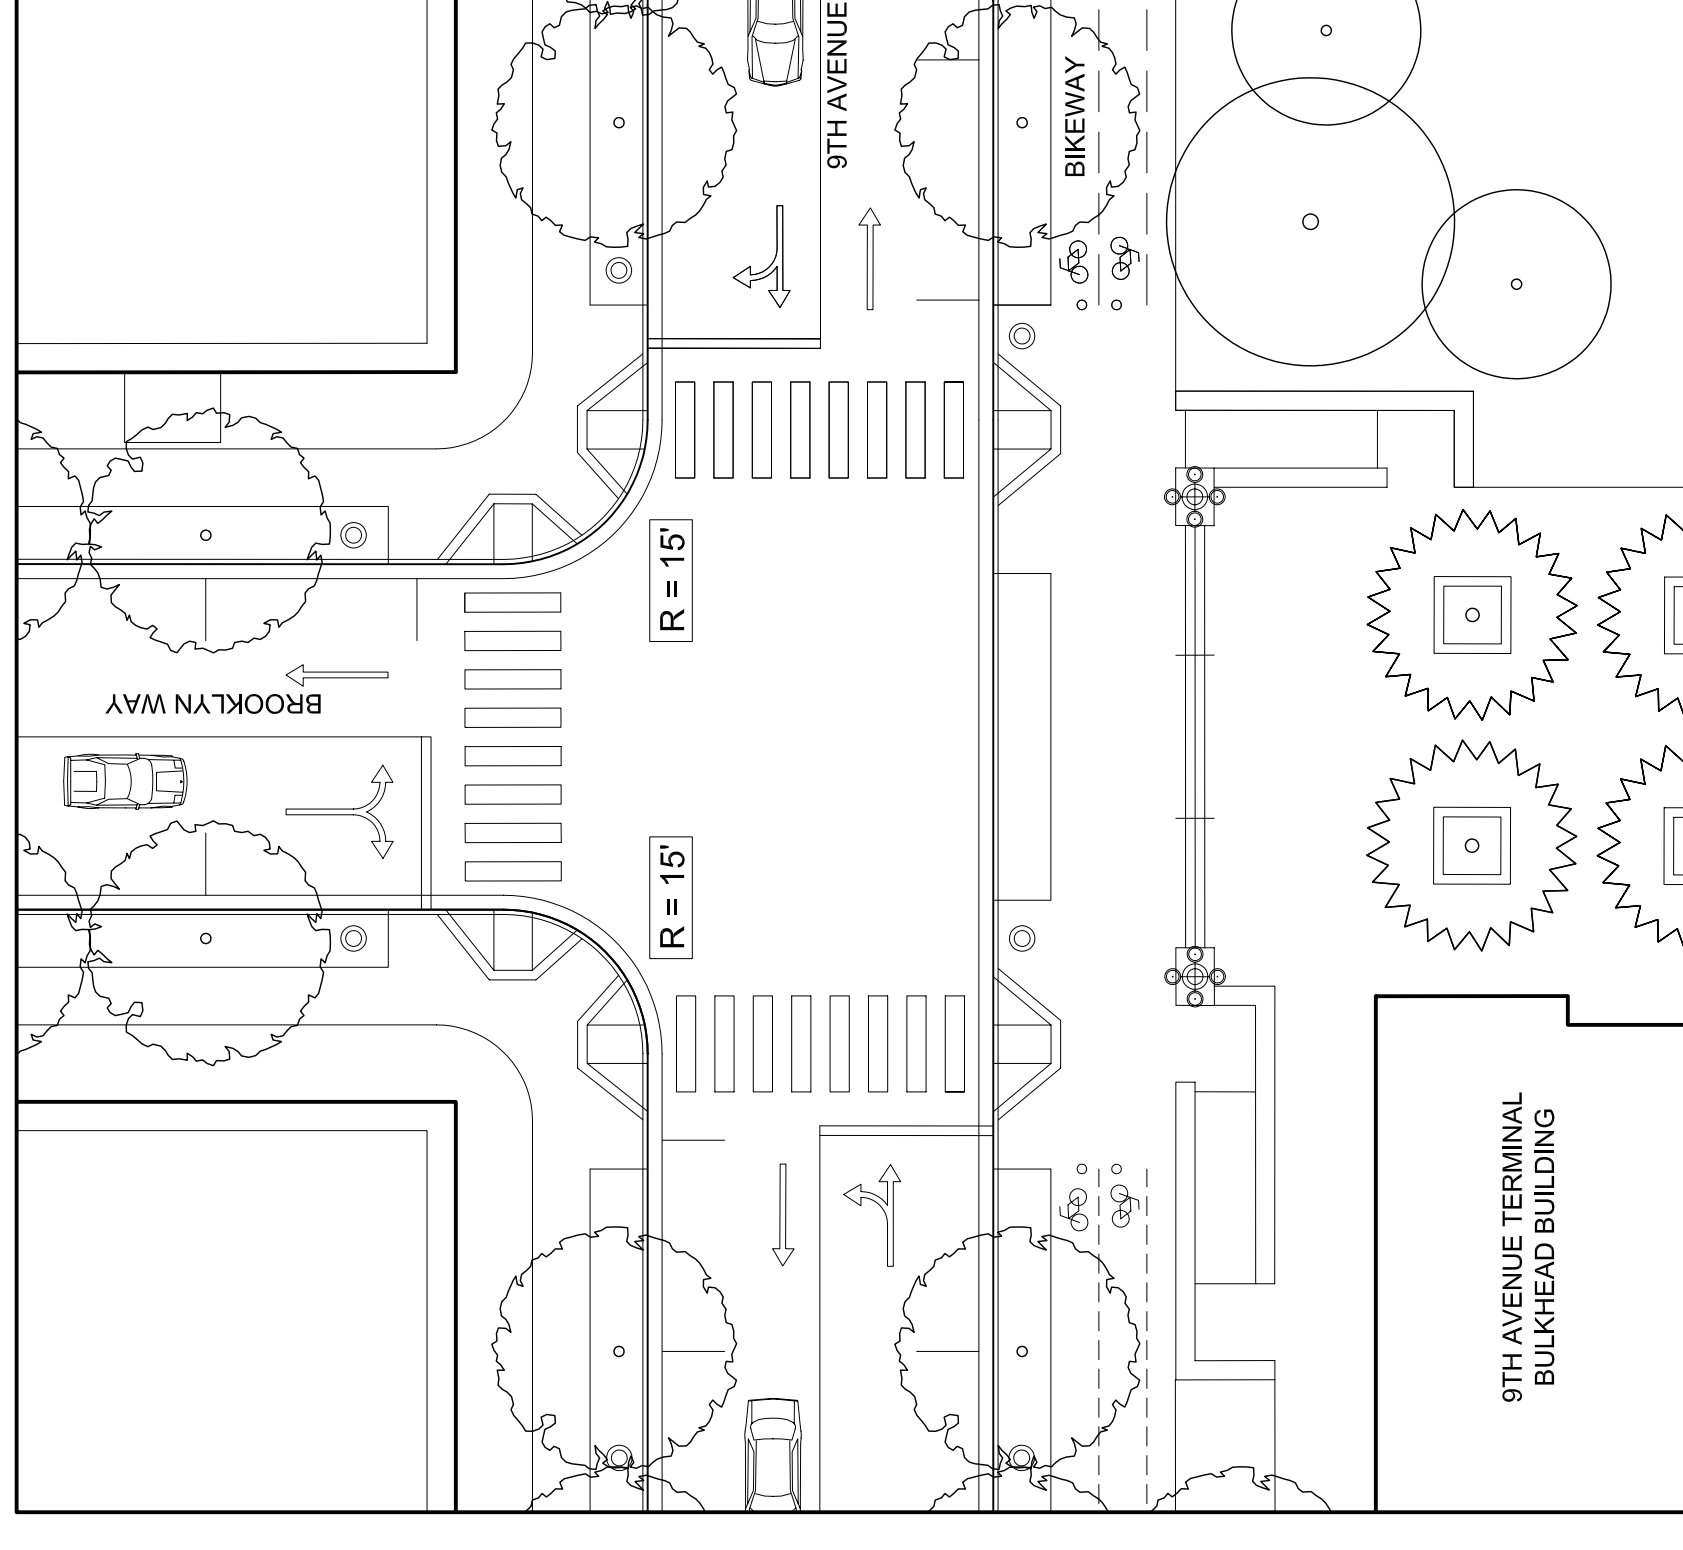 9TH AVENUE
BIKEWAY
R = 15'
BROOKLYN WAY
R = 15'
9TH AVENUE TERMINAL
BULKHEAD BUILDING